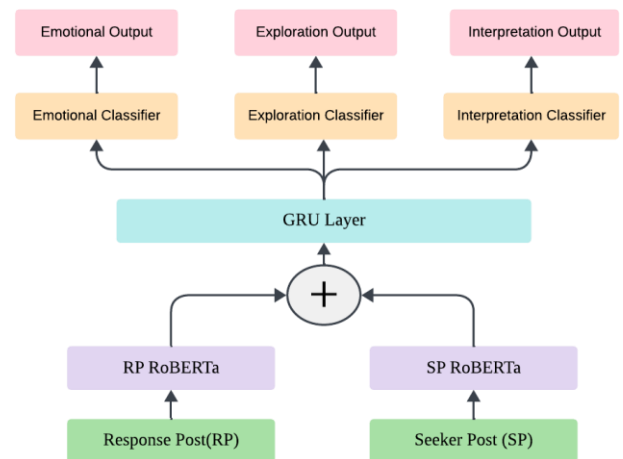 Emotional Output
Exploration Output
Interpretation Output
Emotional Classifier
Exploration Classifier
Interpretation Classifier
GRU Layer
+
RP RoBERTa
SP RoBERTa
Response Post(RP)
Seeker Post (SP)